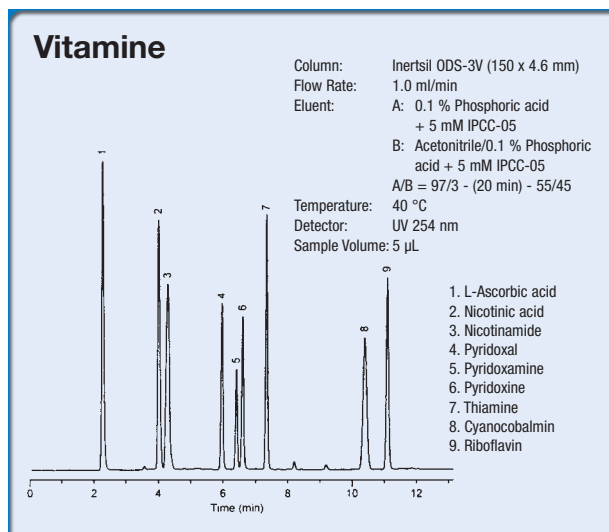 Vitamine
Column: Inertsil ODS-3V (150 x 4.6 mm)
Flow Rate: 1.0 ml/min
Eluent: A: 0.1 % Phosphoric acid
+ 5 mM IPCC-05
B: Acetonitrile/0.1 % Phosphoric
acid + 5 mM IPCC-05
A/B = 97/3 - (20 min) - 55/45
Temperature: 40 °C
Detector: UV 254 nm
Sample Volume: 5 µL
1
2
3
4
5
6
7
8
9
1. L-Ascorbic acid
2. Nicotinic acid
3. Nicotinamide
4. Pyridoxal
5. Pyridoxamine
6. Pyridoxine
7. Thiamine
8. Cyanocobalmin
9. Riboflavin
0 2 4 6 8 10 12
Time (min)